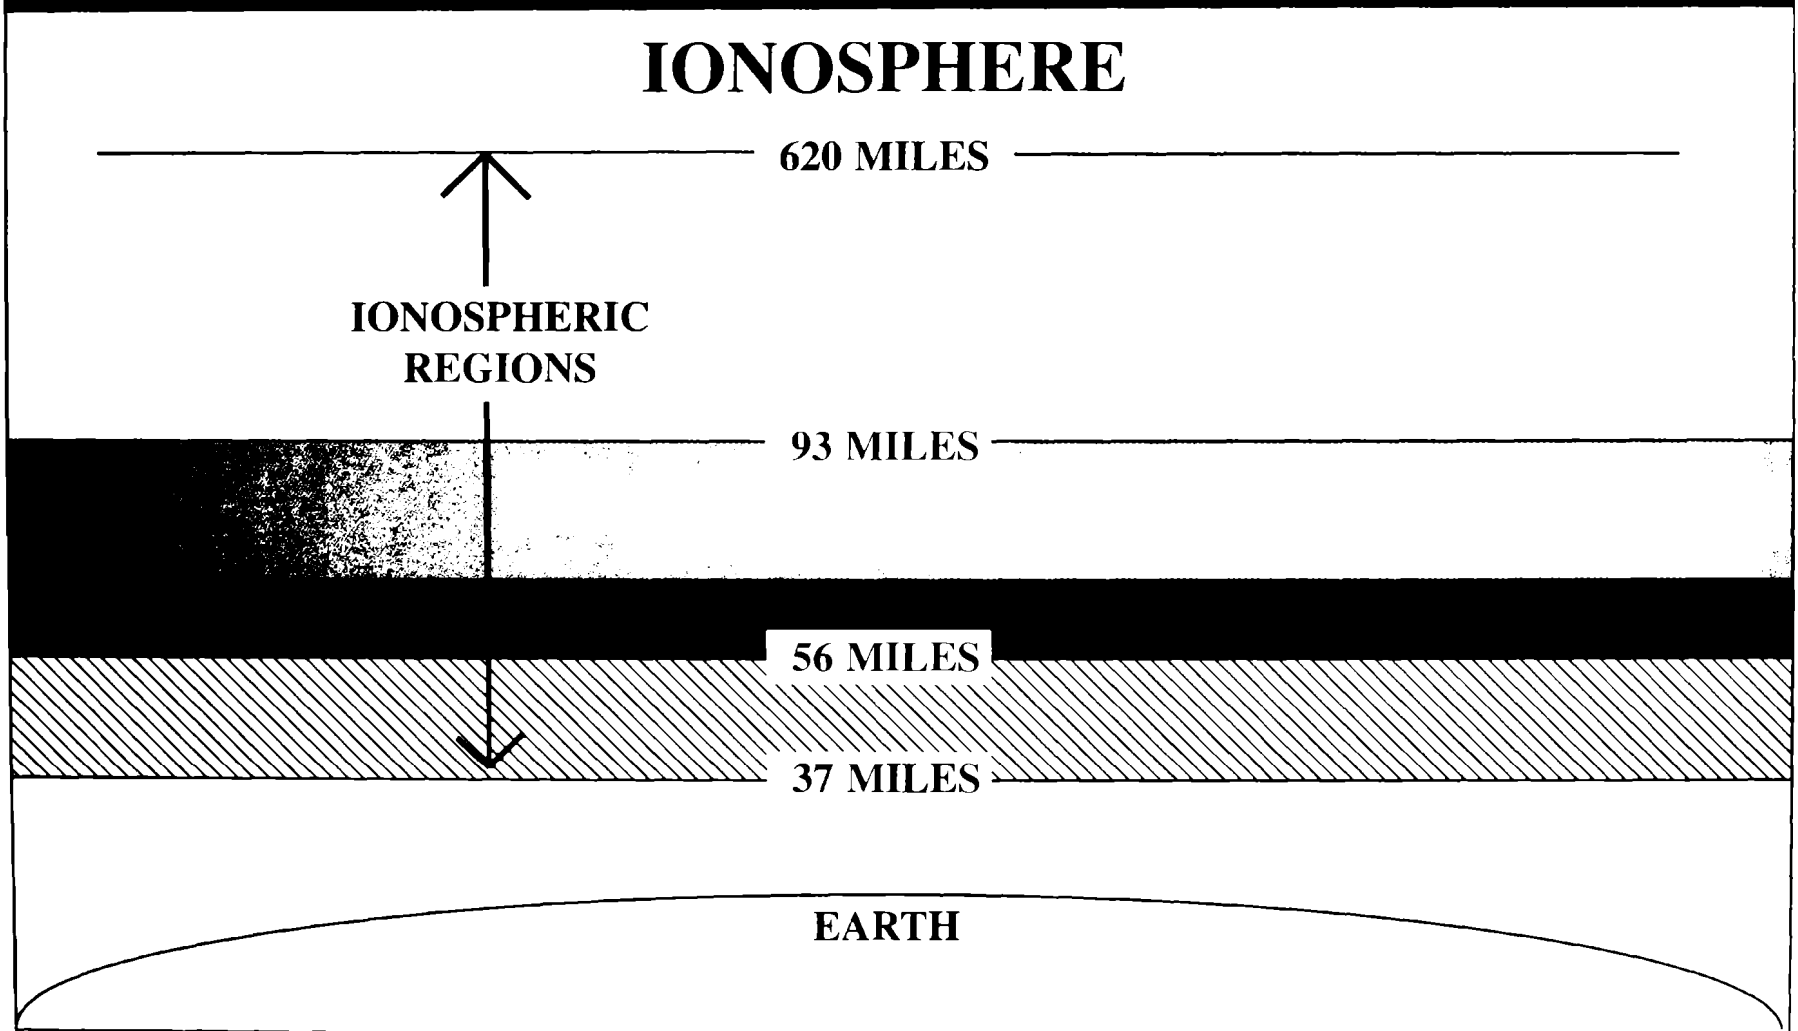 IONOSPHERE
620 MILES
IONOSPHERIC
REGIONS
93 MILES
56 MILES
37 MILES
EARTH